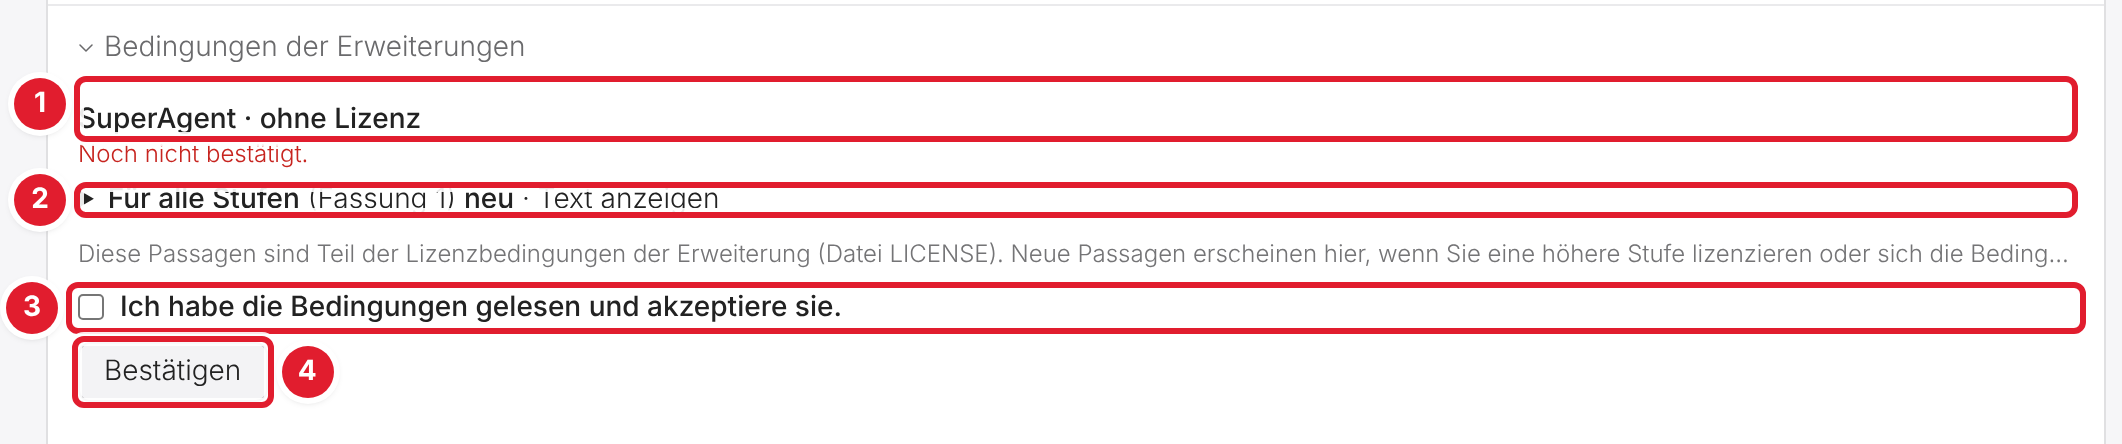 Bedingungen der Erweiterungen
1
SuperAgent · ohne Lizenz
Noch nicht bestätigt.
2
Für alle Stufen (Fassung 1) neu · Text anzeigen
Diese Passagen sind Teil der Lizenzbedingungen der Erweiterung (Datei LICENSE). Neue Passagen erscheinen hier, wenn Sie eine höhere Stufe lizenzieren oder sich die Beding...
3
Ich habe die Bedingungen gelesen und akzeptiere sie.
Bestätigen
4